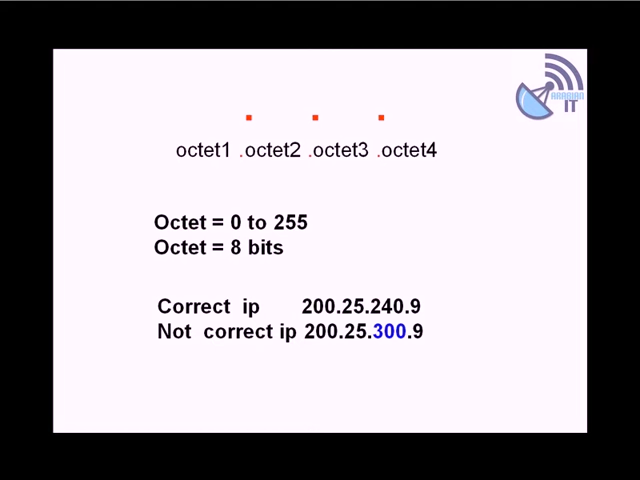 ARABIAN
IT
. . .
octet1 .octet2 .octet3 .octet4
Octet = 0 to 255
Octet = 8 bits
Correct ip 200.25.240.9
Not correct ip 200.25.300.9